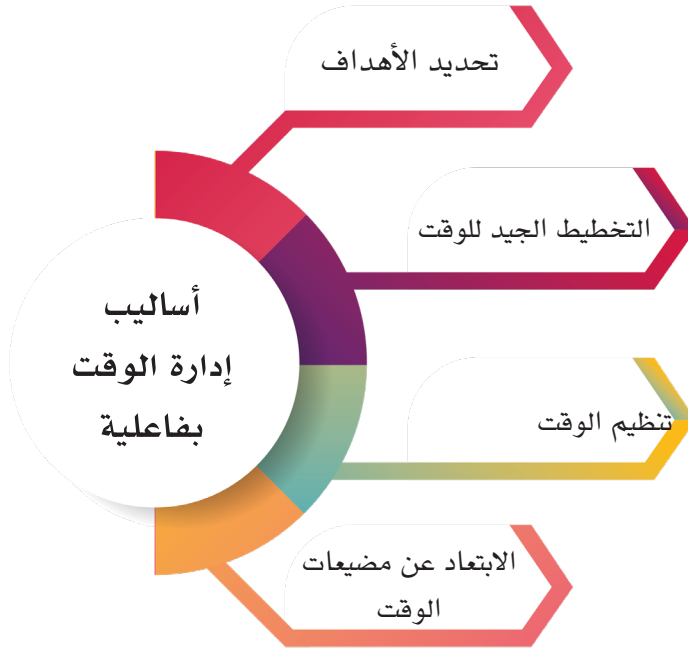 تحديد الأهداف
التخطيط الجيد للوقت
أساليب
إدارة الوقت
بفاعلية
تنظيم الوقت
الابتعاد عن مضيعات
الوقت